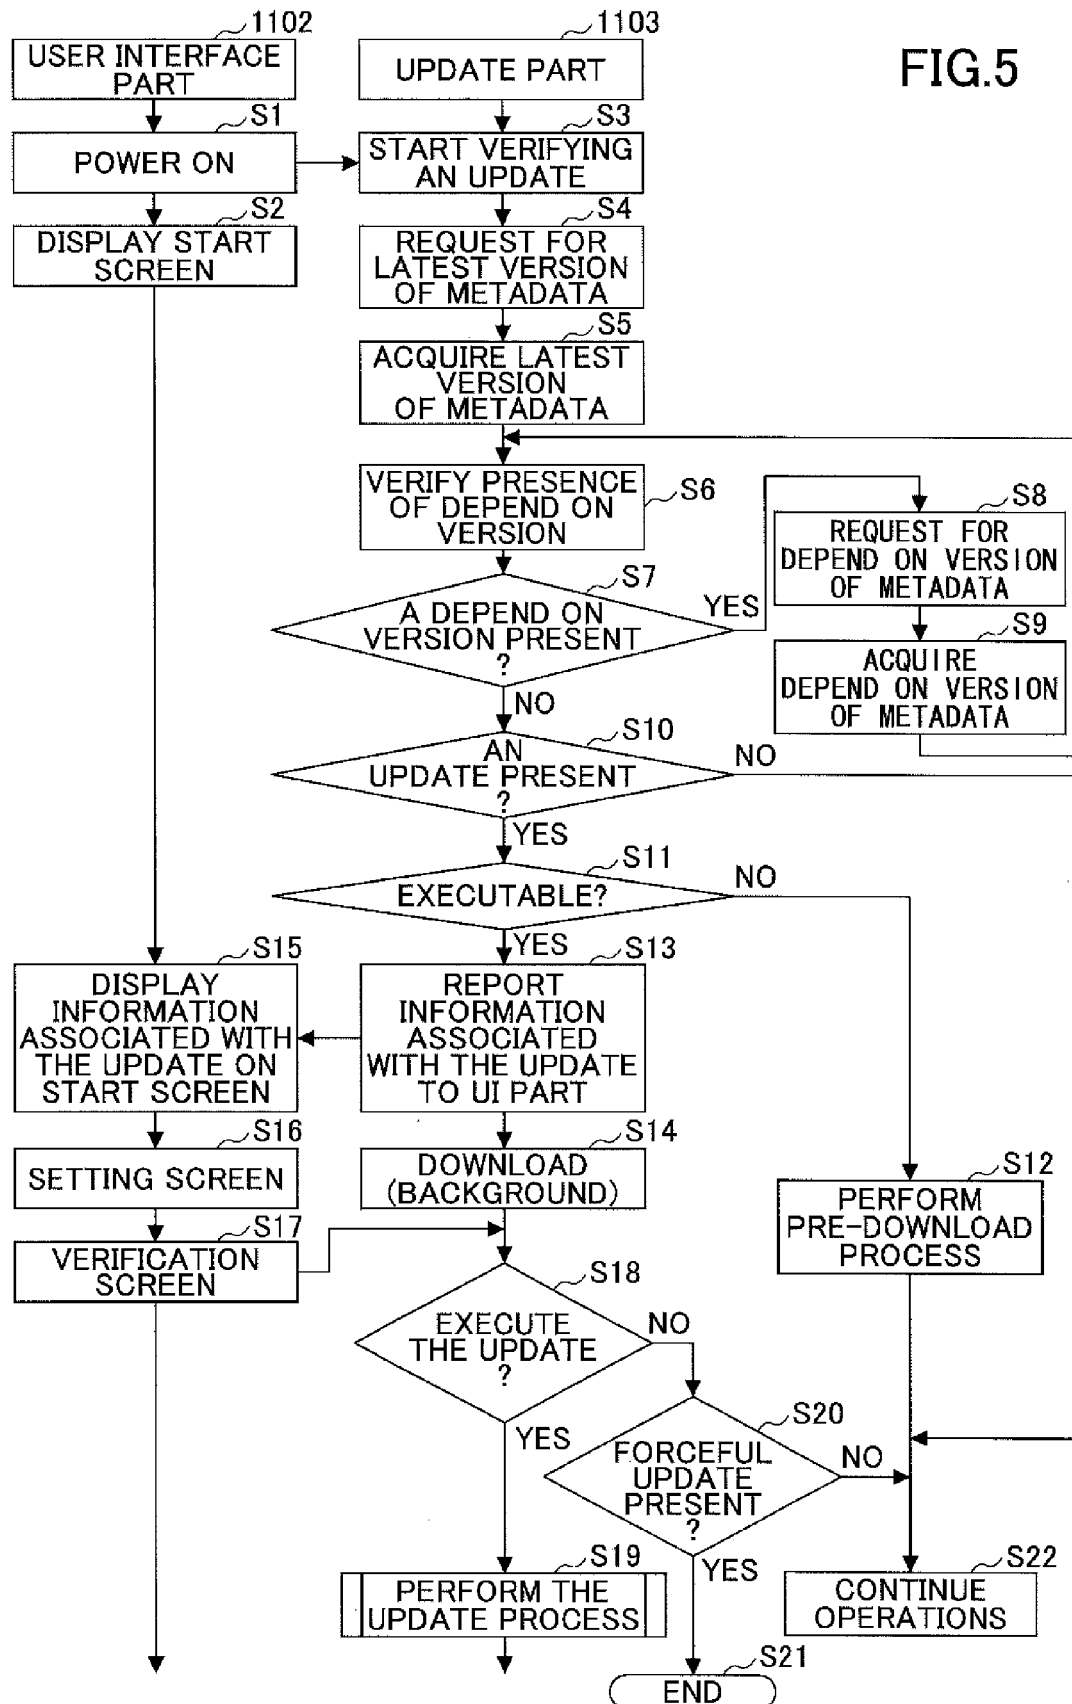 FIG.5
1102
USER INTERFACE
PART
1103
UPDATE PART
S1
POWER ON
S3
START VERIFYING
AN UPDATE
S2
DISPLAY START
SCREEN
S4
REQUEST FOR
LATEST VERSION
OF METADATA
S5
ACQUIRE LATEST
VERSION
OF METADATA
VERIFY PRESENCE
OF DEPEND ON
VERSION
S6
S8
REQUEST FOR
DEPEND ON VERSION
OF METADATA
S7
A DEPEND ON
VERSION PRESENT
?
YES
NO
S9
ACQUIRE
DEPEND ON VERSION
OF METADATA
S10
AN
UPDATE PRESENT
?
NO
YES
S11
EXECUTABLE?
NO
YES
S15
DISPLAY
INFORMATION
ASSOCIATED WITH
THE UPDATE ON
START SCREEN
S13
REPORT
INFORMATION
ASSOCIATED
WITH THE UPDATE
TO UI PART
S16
SETTING SCREEN
S14
DOWNLOAD
(BACKGROUND)
S12
PERFORM
PRE-DOWNLOAD
PROCESS
S17
VERIFICATION
SCREEN
S18
EXECUTE
THE UPDATE
?
NO
YES
S20
FORCEFUL
UPDATE
PRESENT
?
NO
YES
S19
PERFORM THE
UPDATE PROCESS
S22
CONTINUE
OPERATIONS
S21
END